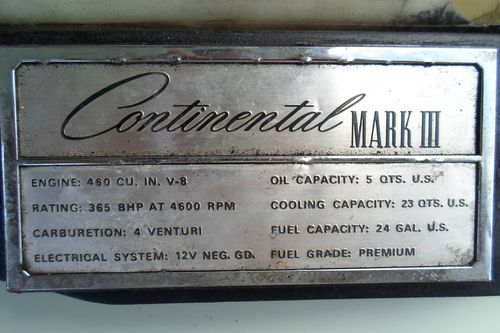 Continental MARK III
ENGINE: 460 CU. IN. V-8 OIL CAPACITY: 5 QTS. U.S.
RATING: 365 BHP AT 4600 RPM COOLING CAPACITY: 23 QTS. U.S.
CARBURETION: 4 VENTURI FUEL CAPACITY: 24 GAL. U.S.
ELECTRICAL SYSTEM: 12V NEG. GD. FUEL GRADE: PREMIUM